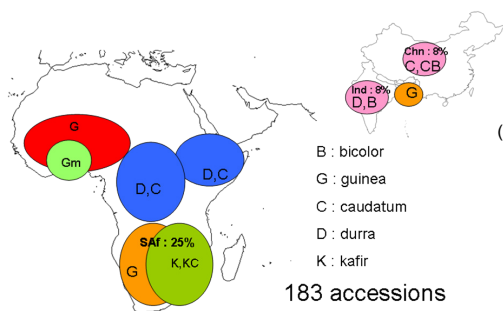 Chn : 8%
C,CB
Ind : 8%
D,B
G
G
Gm
D,C
D,C
SAf : 25%
K,KC
G
(
B : bicolor
G : guinea
C : caudatum
D : durra
K : kafir
183 accessions